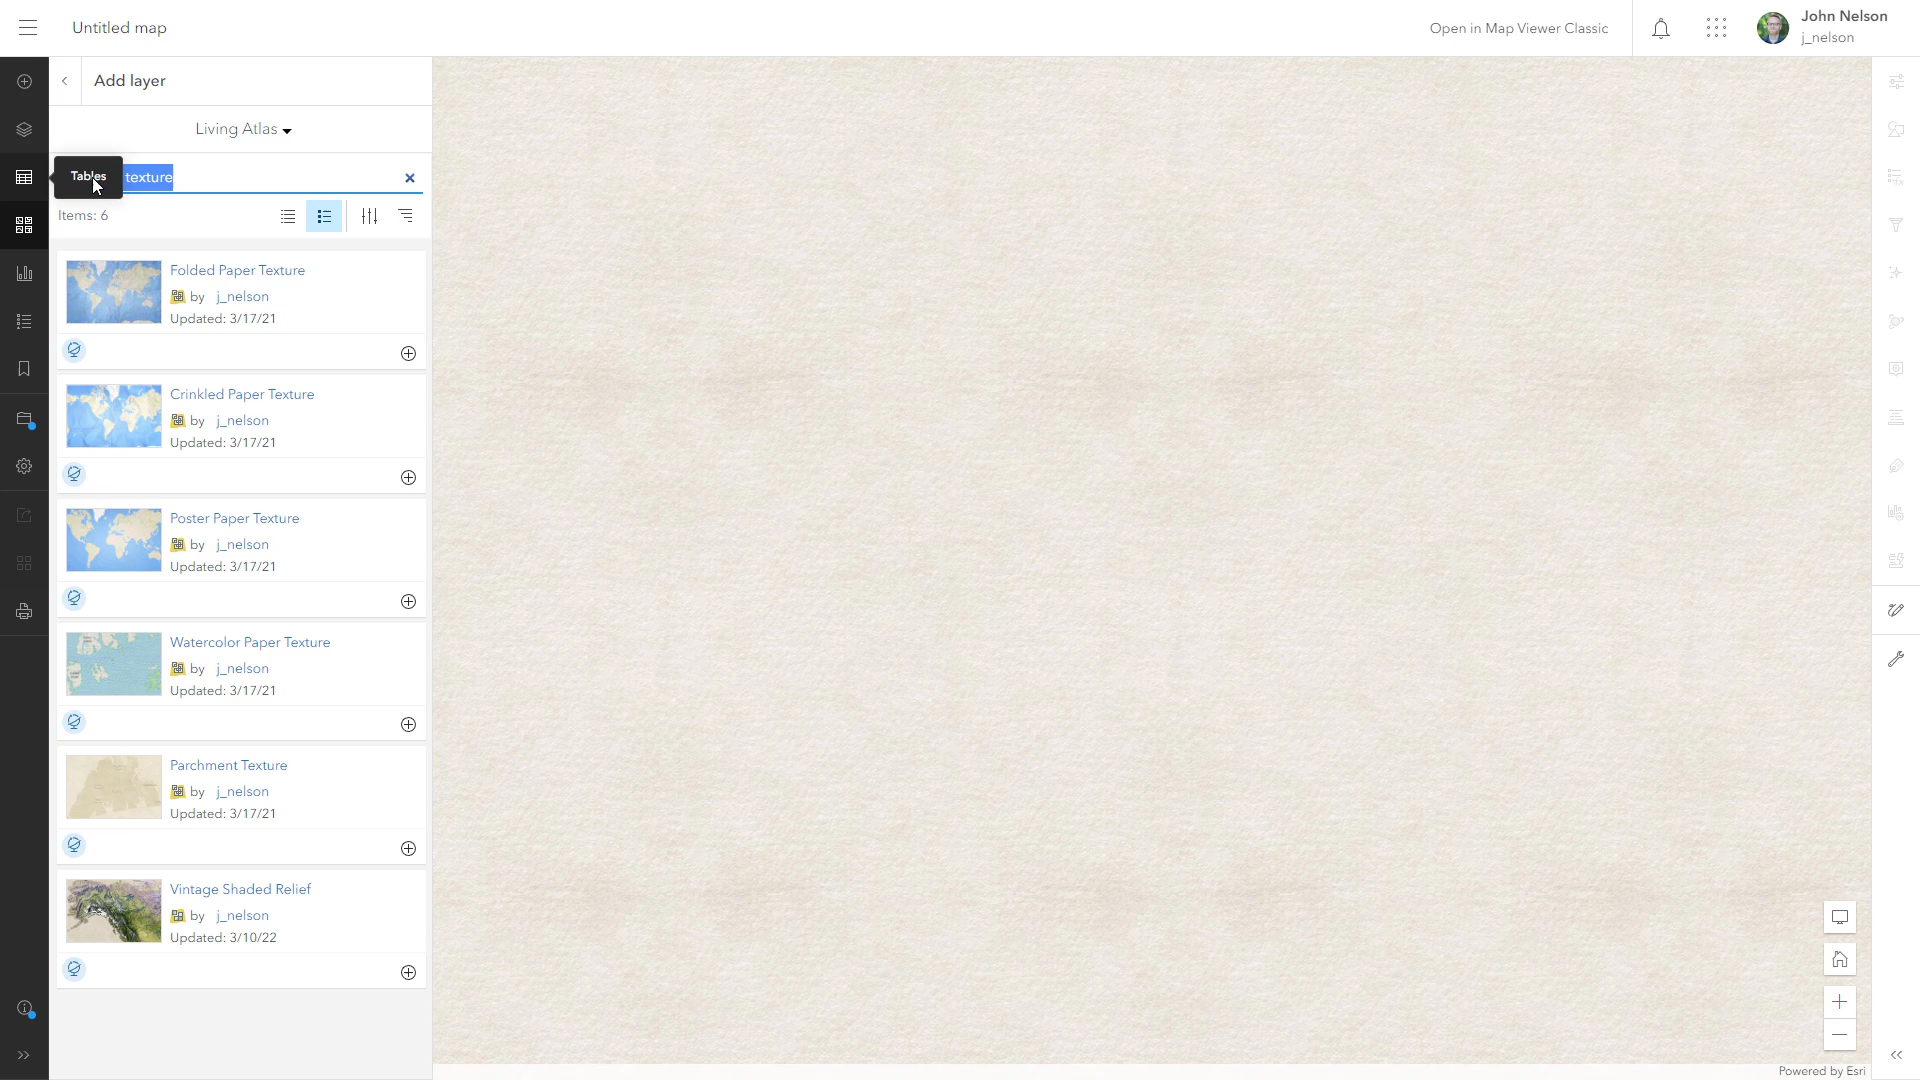 Untitled map
Open in Map Viewer Classic
John Nelson
j_nelson
Add layer
Living Atlas
Tables
texture
Items: 6
Folded Paper Texture
by j_nelson
Updated: 3/17/21
Crinkled Paper Texture
by j_nelson
Updated: 3/17/21
Poster Paper Texture
by j_nelson
Updated: 3/17/21
Watercolor Paper Texture
by j_nelson
Updated: 3/17/21
Parchment Texture
by j_nelson
Updated: 3/17/21
Vintage Shaded Relief
by j_nelson
Updated: 3/10/22
Powered by Esri